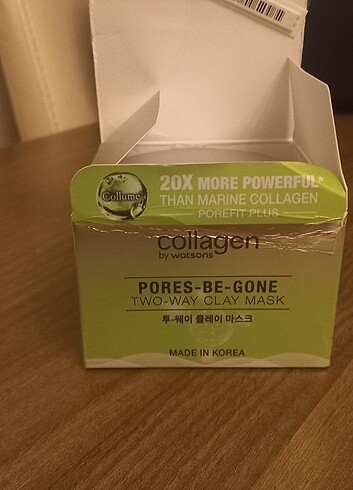 Collume
20X MORE POWERFUL*
THAN MARINE COLLAGEN
POREFIT PLUS
collagen
by watsons
PORES-BE-GONE
TWO-WAY CLAY MASK
투-웨이 클레이 마스크
MADE IN KOREA